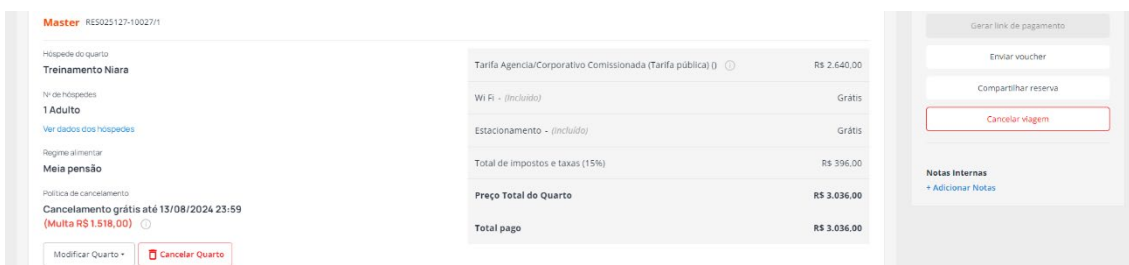 Master RES025127-10027/1
Hóspede do quarto
Treinamento Niara
Nº de hóspedes
1 Adulto
Ver dados dos hóspedes
Regime alimentar
Meia pensão
Política de cancelamento
Cancelamento grátis até 13/08/2024 23:59
(Multa R$ 1.518,00)
Modificar Quarto
Cancelar Quarto
Tarifa Agencia/Corporativo Comissionada (Tarifa pública) () R$ 2.640,00
Wi Fi - (Incluído) Grátis
Estacionamento - (Incluído) Grátis
Total de impostos e taxas (15%) R$ 396,00
Preço Total do Quarto R$ 3.036,00
Total pago R$ 3.036,00
Gerar link de pagamento
Enviar voucher
Compartilhar reserva
Cancelar viagem
Notas Internas
+ Adicionar Notas